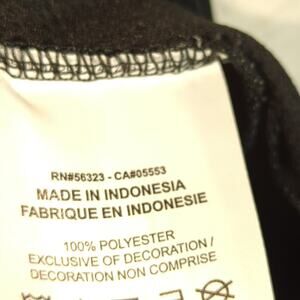 RN#56323 - CA#05553
MADE IN INDONESIA
FABRIQUE EN INDONESIE
100% POLYESTER
EXCLUSIVE OF DECORATION /
DECORATION NON COMPRISE